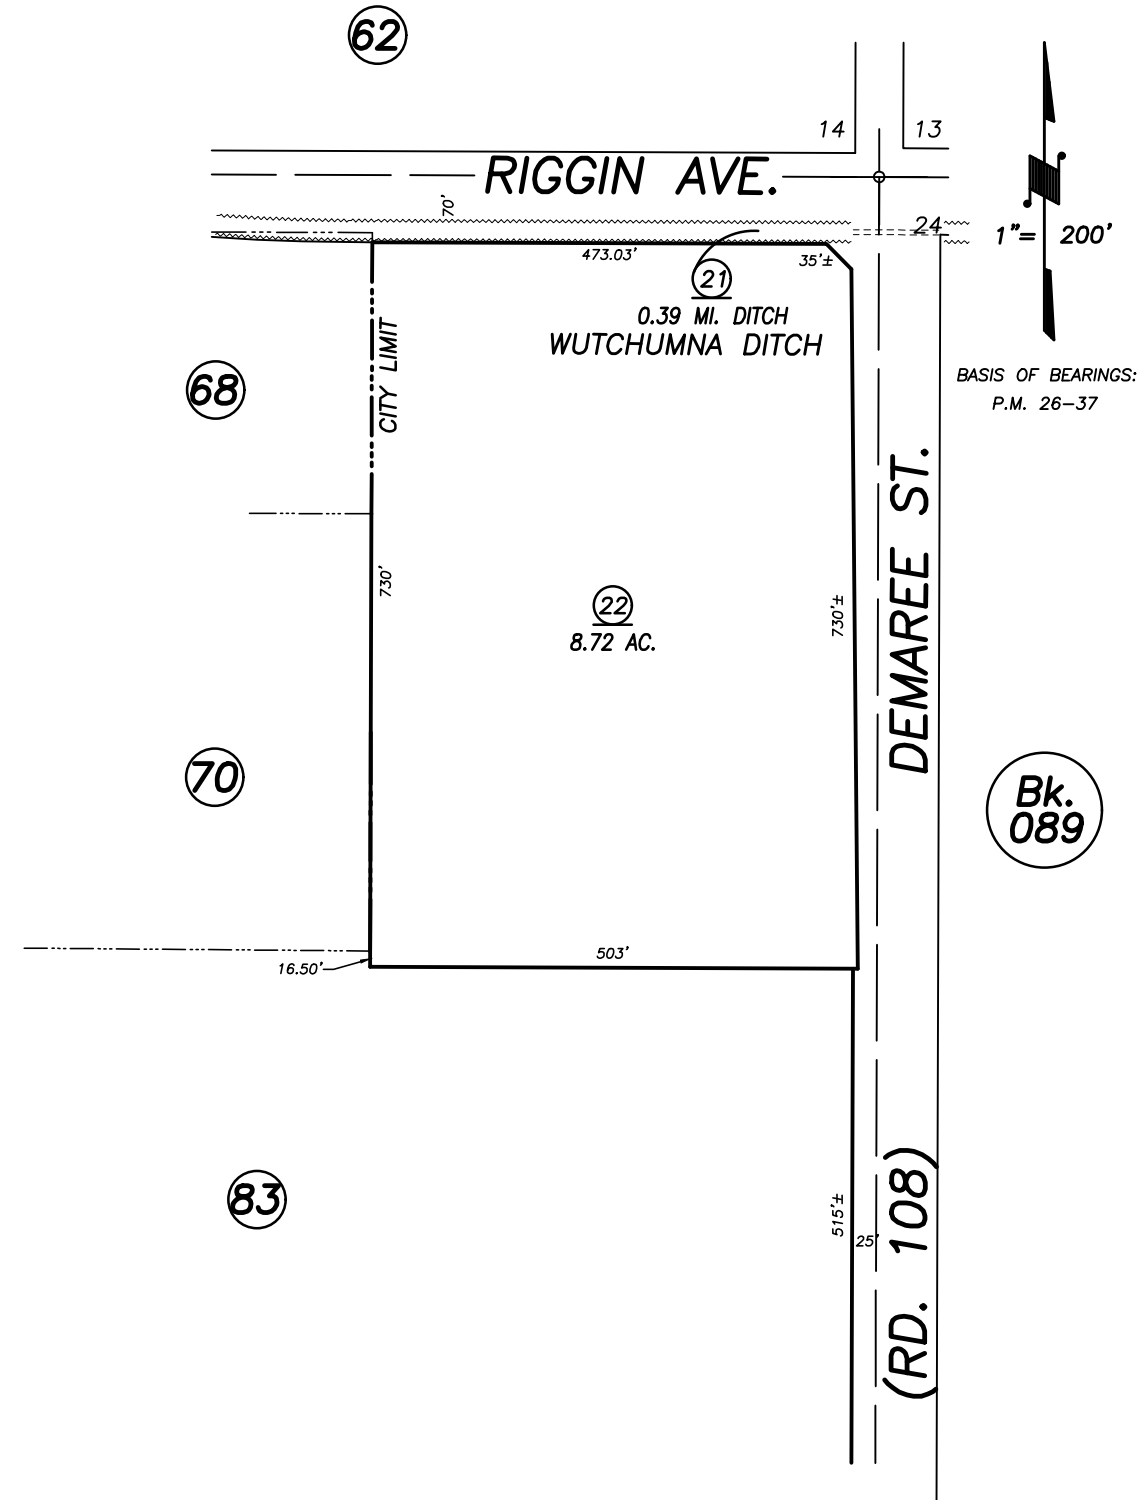 62
14
13
RIGGIN AVE.
70'
24
1"= 200'
473.03'
35'±
21
0.39 MI. DITCH
WUTCHUMNA DITCH
CITY LIMIT
68
BASIS OF BEARINGS:
P.M. 26-37
DEMAREE ST.
730'
22
8.72 AC.
730'±
70
Bk.
089
503'
16.50'
83
515'±
25'
(RD. 108)